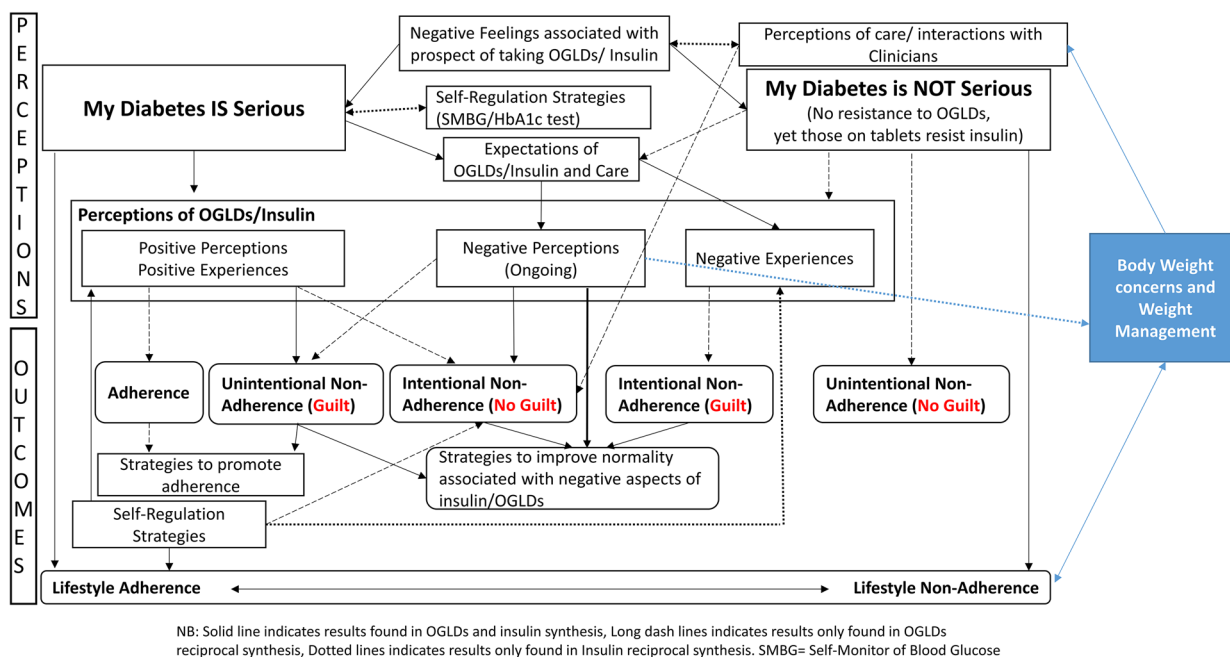 PERCEPTIONS
Negative Feelings associated with
prospect of taking OGLDs/ Insulin
Perceptions of care/ interactions with
Clinicians
My Diabetes IS Serious
Self-Regulation Strategies
(SMBG/HbA1c test)
My Diabetes is NOT Serious
(No resistance to OGLDs,
yet those on tablets resist insulin)
Expectations of
OGLDs/Insulin and Care
Perceptions of OGLDs/Insulin
Positive Perceptions
Positive Experiences
Negative Perceptions
(Ongoing)
Negative Experiences
Body Weight
concerns and
Weight
Management
OUTCOMES
Adherence
Unintentional Non-
Adherence (Guilt)
Intentional Non-
Adherence (No Guilt)
Intentional Non-
Adherence (Guilt)
Unintentional Non-
Adherence (No Guilt)
Strategies to promote
adherence
Strategies to improve normality
associated with negative aspects of
insulin/OGLDs
Self-Regulation
Strategies
Lifestyle Adherence
Lifestyle Non-Adherence
NB: Solid line indicates results found in OGLDs and insulin synthesis, Long dash lines indicates results only found in OGLDs
reciprocal synthesis, Dotted lines indicates results only found in Insulin reciprocal synthesis. SMBG= Self-Monitor of Blood Glucose